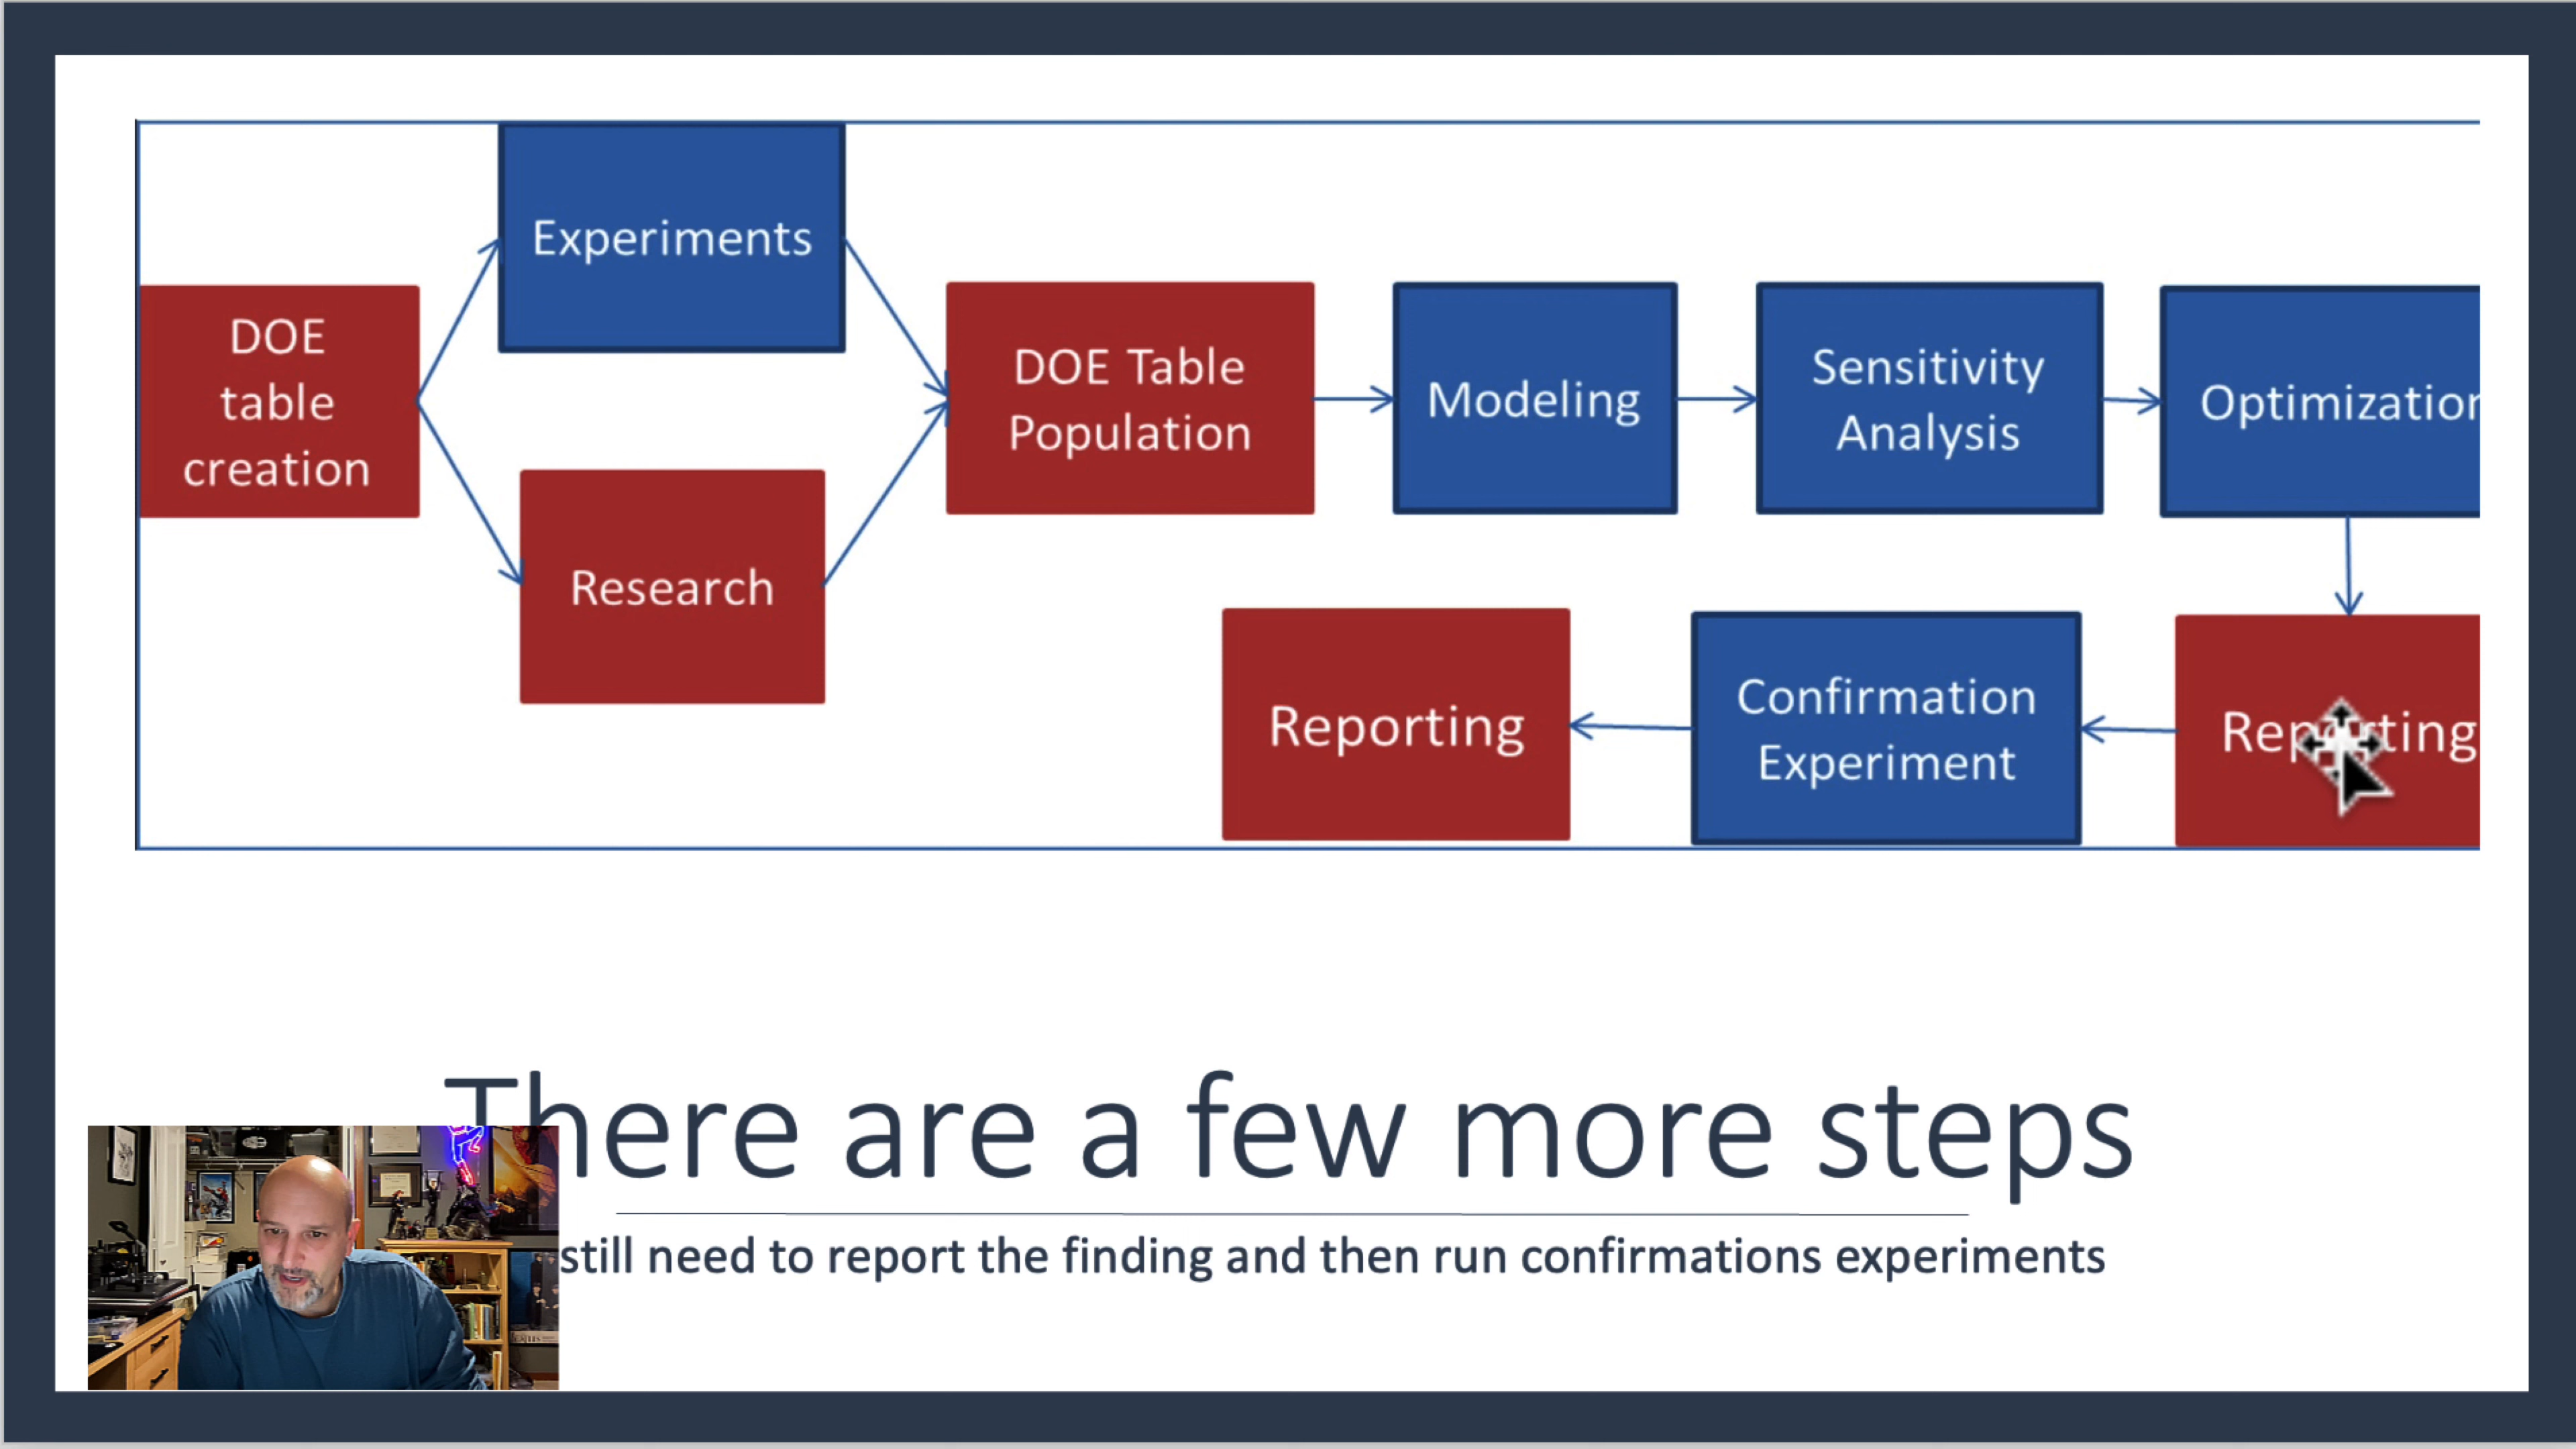 Experiments
DOE
table
creation
Research
DOE Table
Population
Modeling
Sensitivity
Analysis
Optimization
Reporting
Confirmation
Experiment
Reporting
There are a few more steps
still need to report the finding and then run confirmations experiments